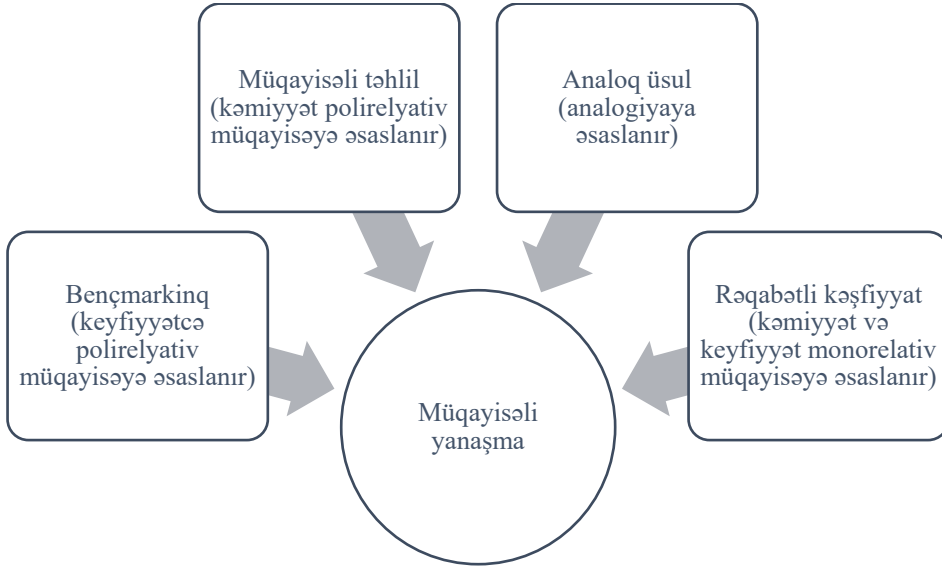 Müqayisəli təhlil
(kəmiyyət polirelyativ
müqayisəyə əsaslanır)
Analoq üsul
(analogiyaya
əsaslanır)
Bençmarkinq
(keyfiyyətcə
polirelyativ
müqayisəyə əsaslanır)
Rəqabətli kəşfiyyat
(kəmiyyət və
keyfiyyət monorelativ
müqayisəyə əsaslanır)
Müqayisəli
yanaşma